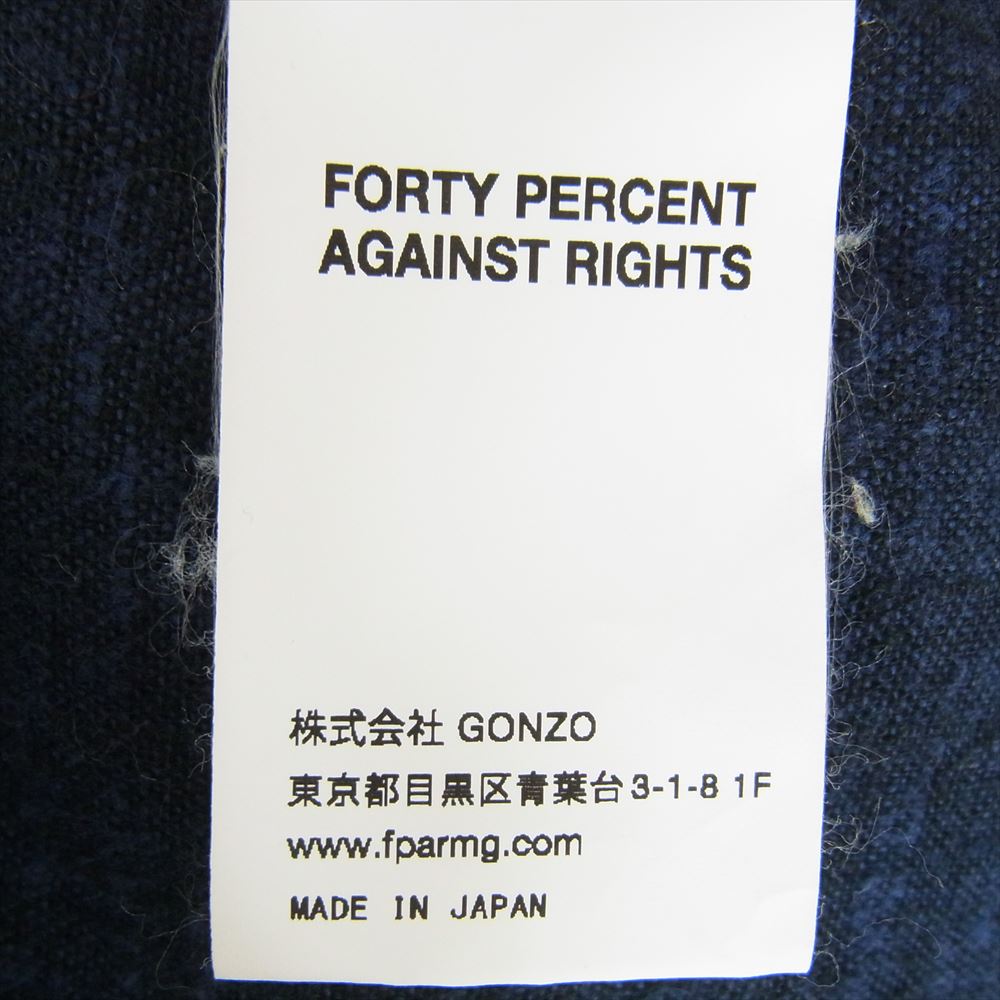 FORTY PERCENT
AGAINST RIGHTS
株式会社 GONZO
東京都目黒区青葉台3-1-8 1F
www.fparmg.com
MADE IN JAPAN